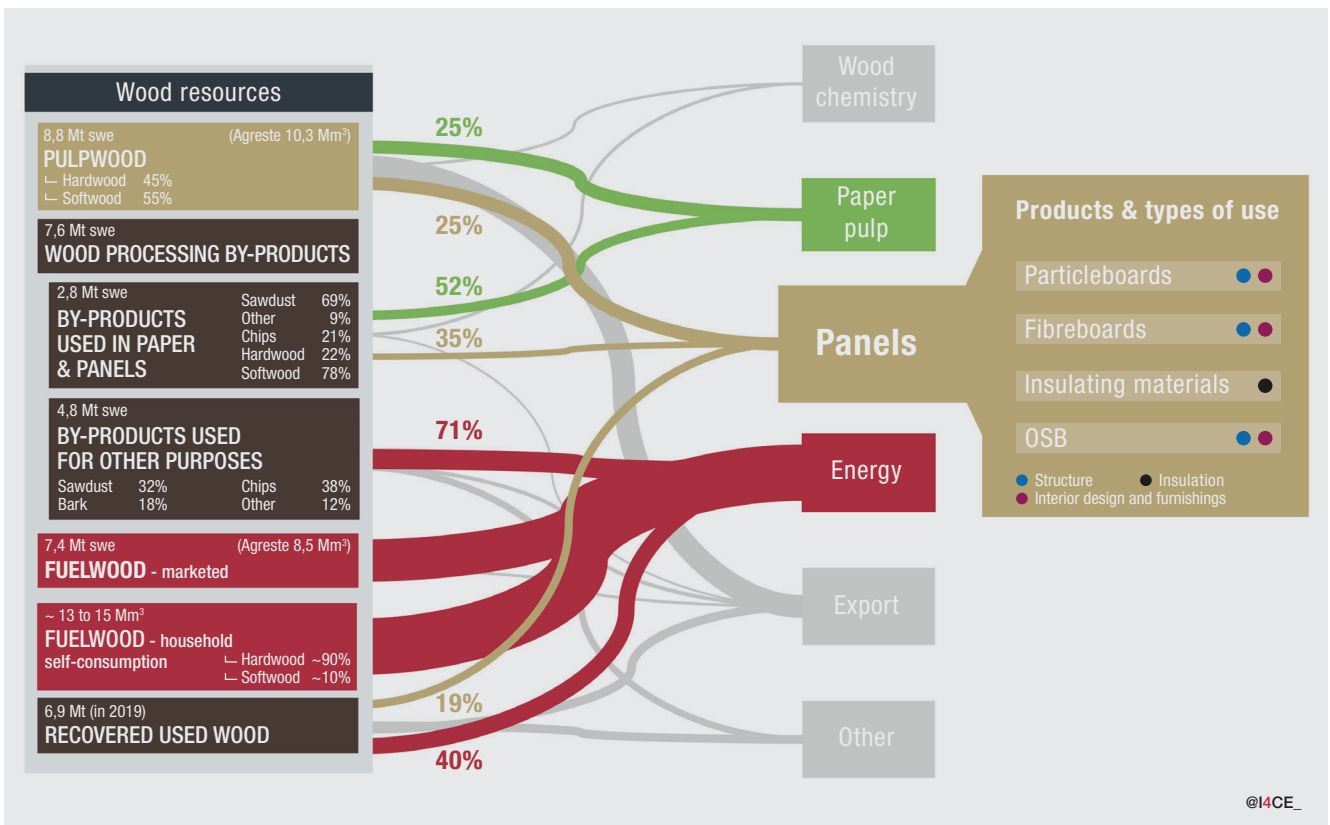 Wood resources
8,8 Mt swe (Agreste 10,3 Mm³)
PULPWOOD
Hardwood 45%
Softwood 55%
7,6 Mt swe
WOOD PROCESSING BY-PRODUCTS
2,8 Mt swe
BY-PRODUCTS
USED IN PAPER
& PANELS
Sawdust 69%
Other 9%
Chips 21%
Hardwood 22%
Softwood 78%
4,8 Mt swe
BY-PRODUCTS USED
FOR OTHER PURPOSES
Sawdust 32% Chips 38%
Bark 18% Other 12%
7,4 Mt swe (Agreste 8,5 Mm³)
FUELWOOD - marketed
~ 13 to 15 Mm³
FUELWOOD - household
self-consumption
Hardwood ~90%
Softwood ~10%
6,9 Mt (in 2019)
RECOVERED USED WOOD
25%
25%
52%
35%
71%
19%
40%
Wood
chemistry
Paper
pulp
Panels
Energy
Export
Other
Products & types of use
Particleboards
Fibreboards
Insulating materials
OSB
Structure Insulation
Interior design and furnishings
@I4CE_